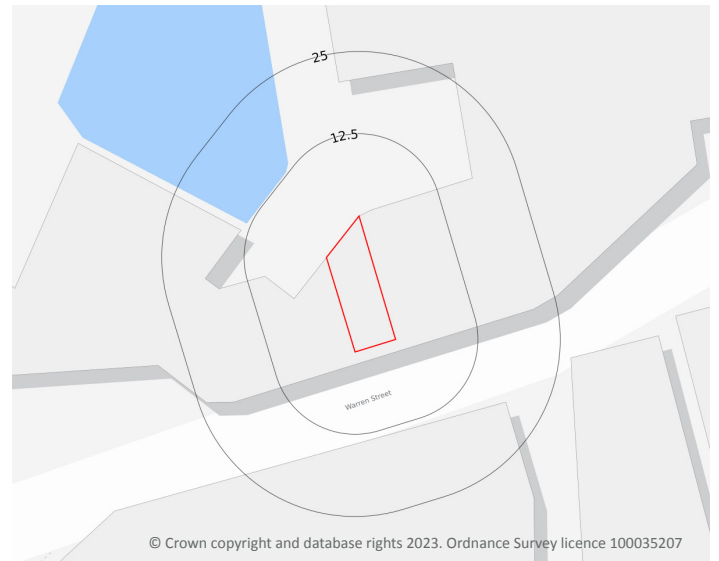 25
12.5
Warren Street
© Crown copyright and database rights 2023. Ordnance Survey licence 100035207